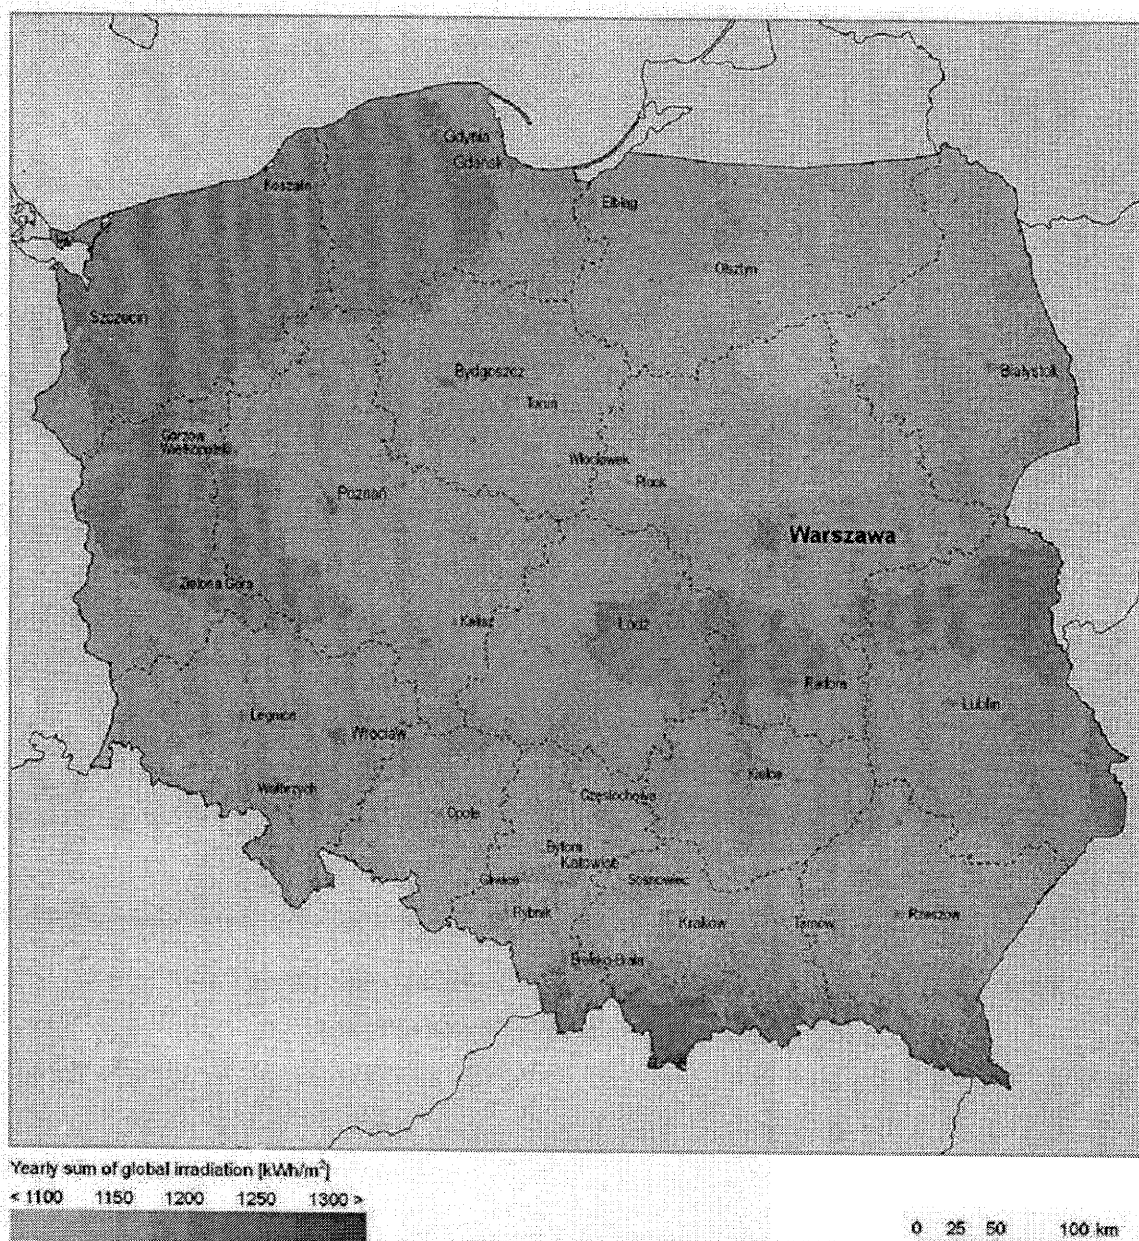 Gdynia
Gdańsk
Koszalin
Elbląg
Olsztyn
Szczecin
Bydgoszcz
Białystok
Toruń
Gorzów
Wielkopolski
Włocławek
Płock
Poznań
Warszawa
Zielona Góra
Kalisz
Łódź
Radom
Lublin
Legnica
Wrocław
Kielce
Wałbrzych
Częstochowa
Opole
Bytom
Katowice
Gliwice
Sosnowiec
Rybnik
Kraków
Tarnów
Rzeszów
Bielsko-Biała
Yearly sum of global irradiation [kWh/m²]
< 1100 1150 1200 1250 1300 >
0 25 50 100 km